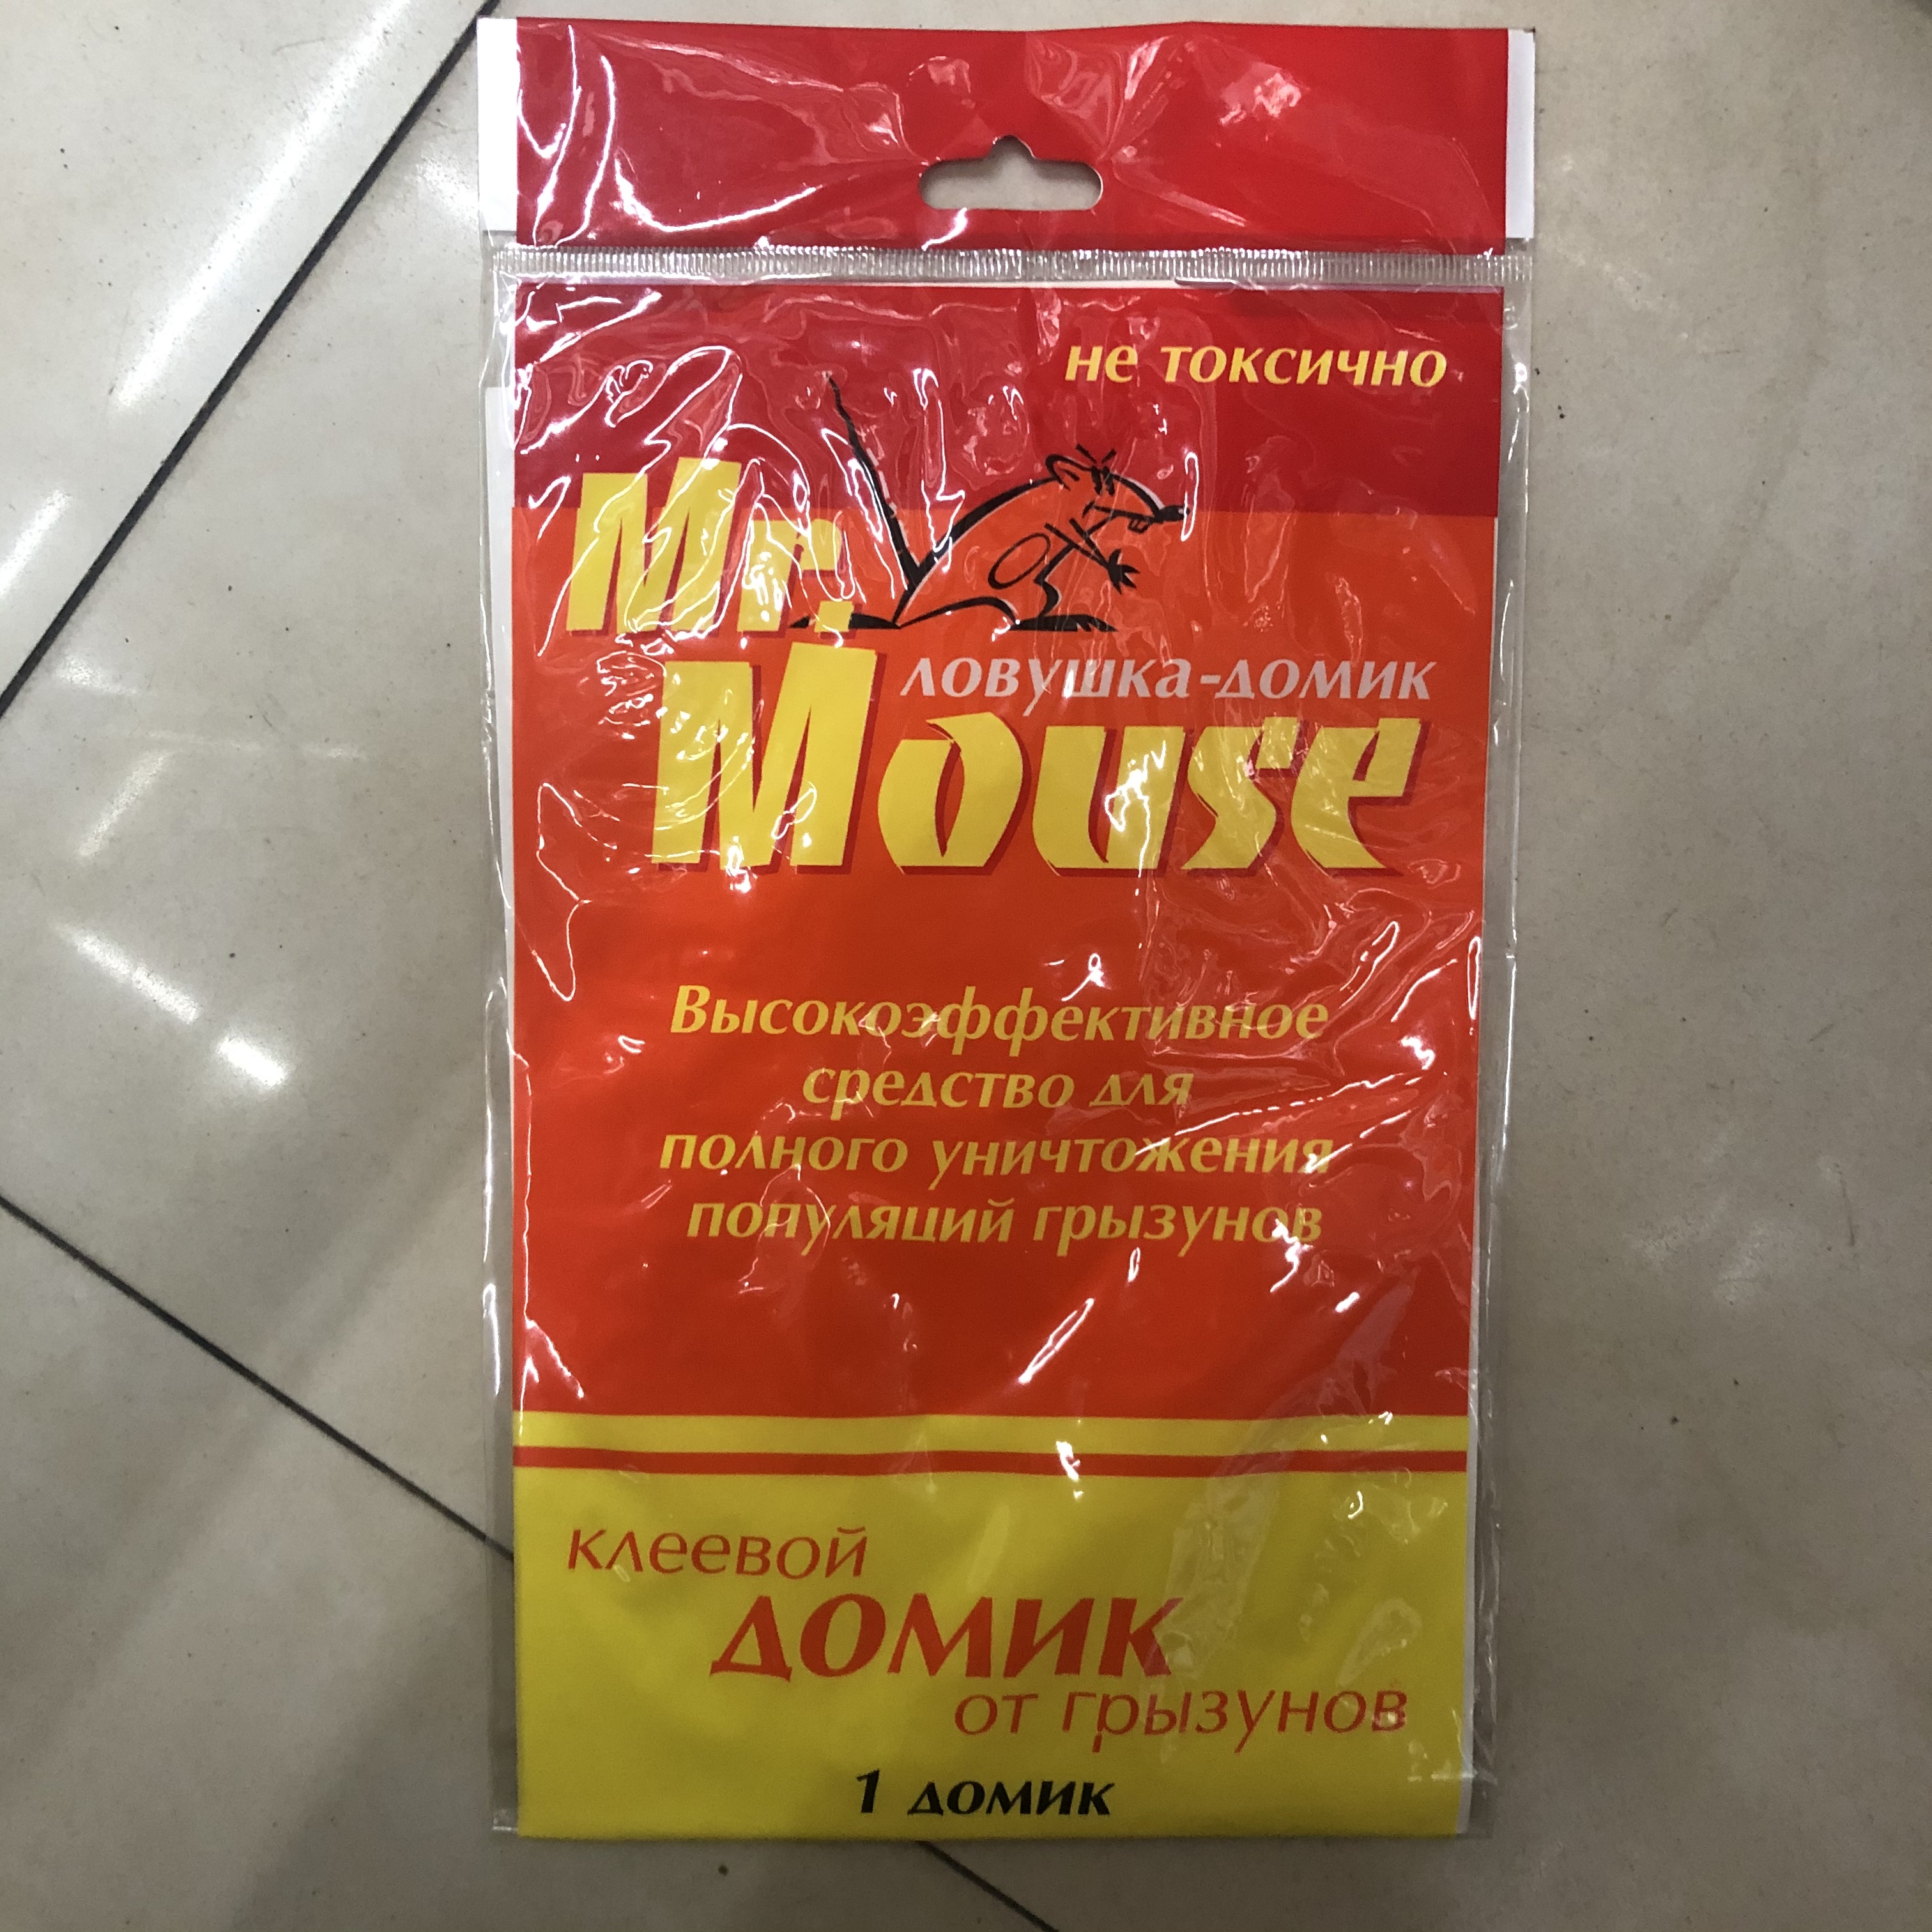 не токсично
Mr.
ловушка-домик
Mouse
Высокоэффективное
средство для
полного уничтожения
популяций грызунов
клеевой
домик
от грызунов
1 домик